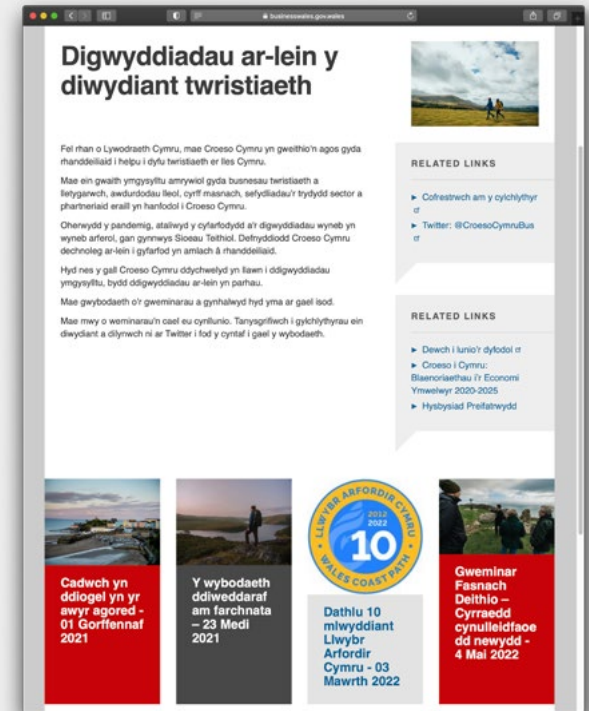 businesswales.gov.wales
Digwyddiadau ar-lein y
diwydiant twristiaeth
Fel rhan o Lywodraeth Cymru, mae Croeso Cymru yn gweithio'n agos gyda
rhanddeiliaid i helpu i dyfu twristiaeth er lles Cymru.
Mae ein gwaith ymgysylltu amrywiol gyda busnesau twristiaeth a
lletygarwch, awdurdodau lleol, cyrff masnach, sefydliadau'r trydydd sector a
phartneriaid eraill yn hanfodol i Croeso Cymru.
Oherwydd y pandemig, ataliwyd y cyfarfodydd a'r digwyddiadau wyneb yn
wyneb arferol, gan gynnwys Sioeau Teithiol. Defnyddiodd Croeso Cymru
dechnoleg ar-lein i gyfarfod yn amlach â rhanddeiliaid.
Hyd nes y gall Croeso Cymru ddychwelyd yn llawn i ddigwyddiadau
ymgysylltu, bydd ddigwyddiadau ar-lein yn parhau.
Mae gwybodaeth o'r gweminarau a gynhaliwyd hyd yma ar gael isod.
Mae mwy o weminarau'n cael eu cynllunio. Tanysgrifiwch i gylchlythyrau ein
diwydiant a dilynwch ni ar Twitter i fod y cyntaf i gael y wybodaeth.
RELATED LINKS
► Cofrestrwch am y cylchlythyr
► Twitter: @CroesoCymruBus
RELATED LINKS
► Dewch i lunio'r dyfodol
► Croeso i Cymru:
Blaenoriaethau i'r Economi
Ymwelwyr 2020-2025
► Hysbysiad Preifatrwydd
Cadwch yn
ddiogel yn yr
awyr agored -
01 Gorffennaf
2021
Y wybodaeth
ddiweddaraf
am farchnata
– 23 Medi
2021
LLWYBR ARFORDIR CYMRU
2012
2022
10
WALES COAST PATH
Dathlu 10
mlwyddiant
Llwybr
Arfordir
Cymru - 03
Mawrth 2022
Gweminar
Fasnach
Deithio –
Cyrraedd
cynulleidfaoe
dd newydd -
4 Mai 2022